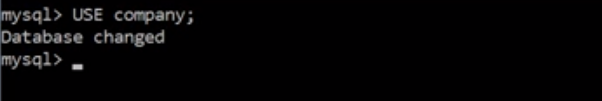 mysql> USE company;
Database changed
mysql> _